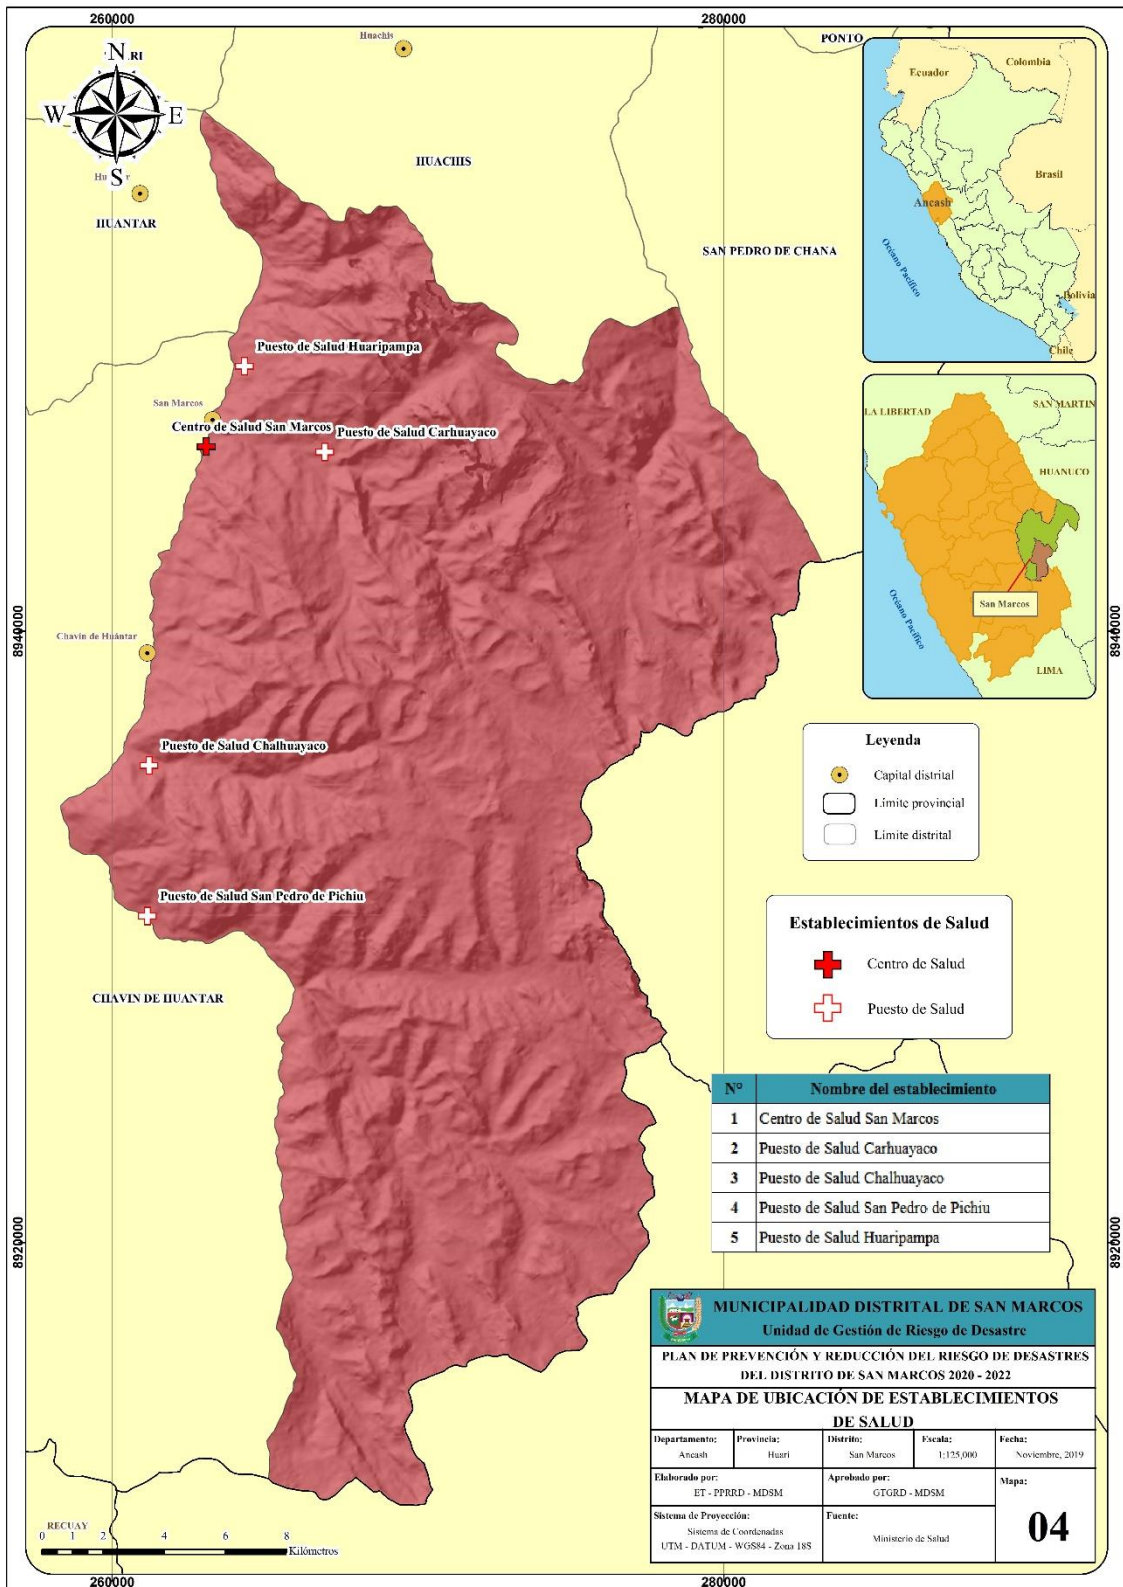 260000
280000
Huachis
PONTO
N
.RI
W
E
S
HUACHIS
HUANTAR
SAN PEDRO DE CHANA
Puesto de Salud Huaripampa
San Marcos
Centro de Salud San Marcos
Puesto de Salud Carhuayaco
8940000
8940000
Chavín de Huántar
Puesto de Salud Chalhuayaco
Puesto de Salud San Pedro de Pichiu
CHAVIN DE HUANTAR
8920000
8920000
RECUAY
0 1 2 4 6 8
Kilómetros
260000
280000
Ecuador
Colombia
Brasil
Ancash
Océano Pacífico
Bolivia
Chile
LA LIBERTAD
SAN MARTIN
HUANUCO
San Marcos
Océano Pacífico
LIMA
Leyenda
Capital distrital
Límite provincial
Límite distrital
Establecimientos de Salud
Centro de Salud
Puesto de Salud
N° Nombre del establecimiento
1 Centro de Salud San Marcos
2 Puesto de Salud Carhuayaco
3 Puesto de Salud Chalhuayaco
4 Puesto de Salud San Pedro de Pichiu
5 Puesto de Salud Huaripampa
MUNICIPALIDAD DISTRITAL DE SAN MARCOS
Unidad de Gestión de Riesgo de Desastre
PLAN DE PREVENCIÓN Y REDUCCIÓN DEL RIESGO DE DESASTRES
DEL DISTRITO DE SAN MARCOS 2020 - 2022
MAPA DE UBICACIÓN DE ESTABLECIMIENTOS
DE SALUD
Departamento: Provincia: Distrito: Escala: Fecha:
Ancash Huari San Marcos 1:125,000 Noviembre, 2019
Elaborado por: Aprobado por: Mapa:
ET - PPRRD - MDSM GTGRD - MDSM
Sistema de Proyección: Fuente:
Sistema de Coordenadas
UTM - DATUM - WGS84 - Zona 18S
Ministerio de Salud
04